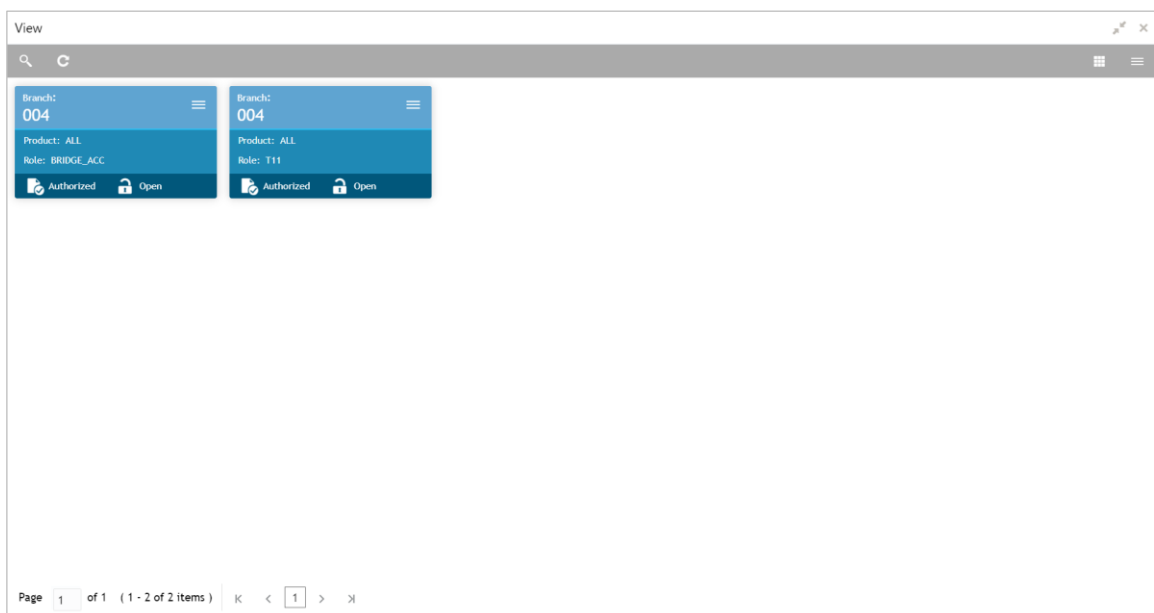 View
Branch:
004
Product: ALL
Role: BRIDGE_ACC
Authorized Open
Branch:
004
Product: ALL
Role: T11
Authorized Open
Page 1 of 1 ( 1 - 2 of 2 items ) 1